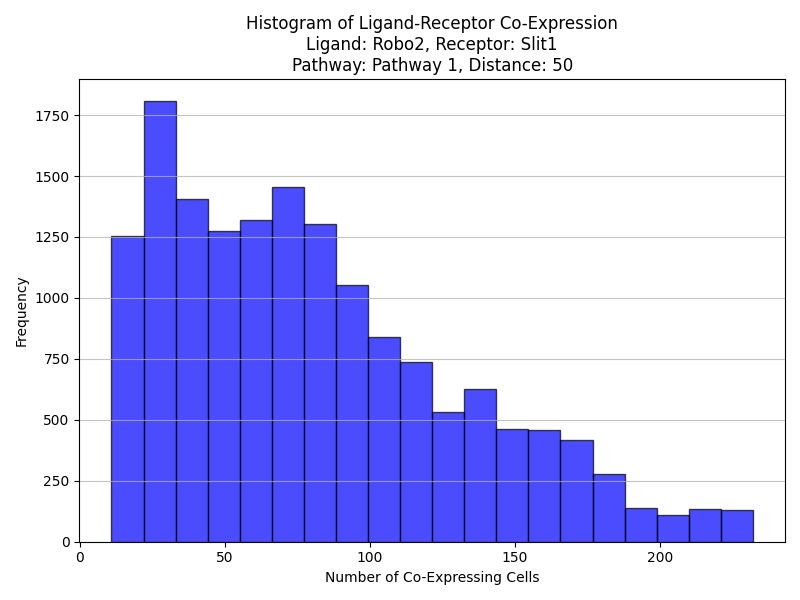 Histogram of Ligand-Receptor Co-Expression
Ligand: Robo2, Receptor: Slit1
Pathway: Pathway 1, Distance: 50
1750
1500
1250
1000
750
500
250
0
Frequency
0 50 100 150 200
Number of Co-Expressing Cells